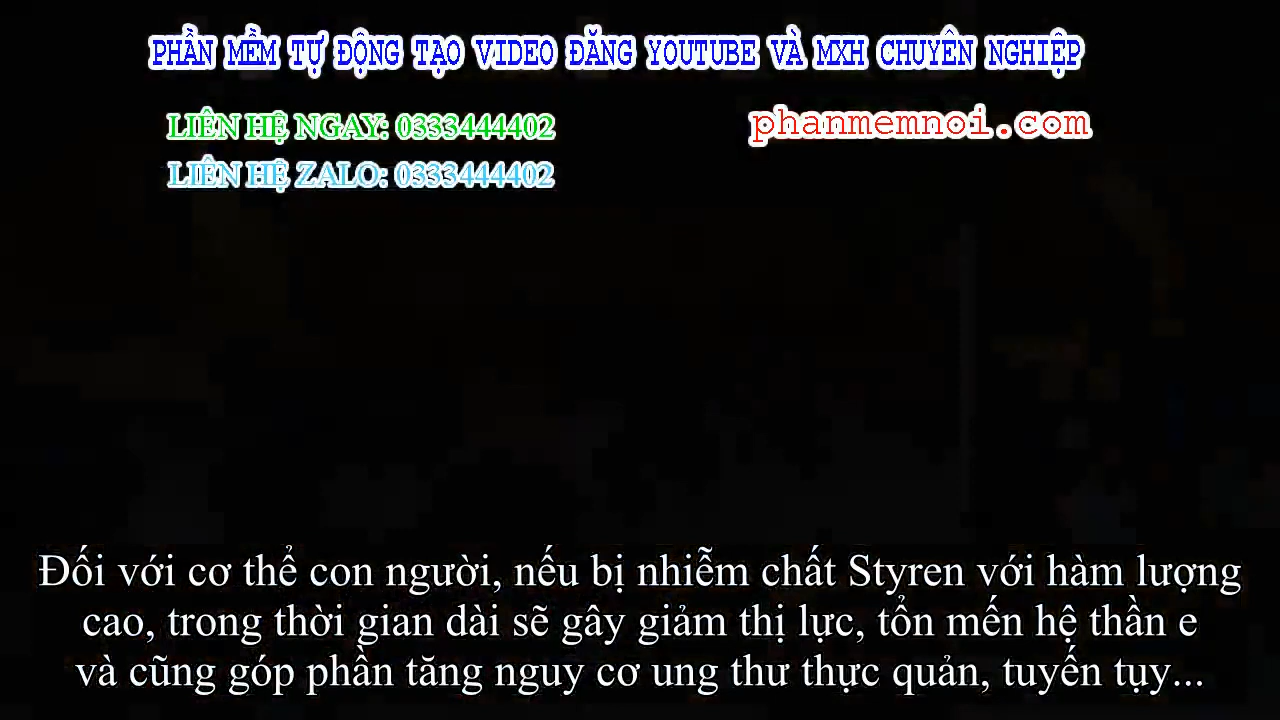 PHẦN MỀM TỰ ĐỘNG TẠO VIDEO ĐĂNG YOUTUBE VÀ MXH CHUYÊN NGHIỆP
LIÊN HỆ NGAY: 0333444402
phanmemnoi.com
LIÊN HỆ ZALO: 0333444402
Đối với cơ thể con người, nếu bị nhiễm chất Styren với hàm lượng
cao, trong thời gian dài sẽ gây giảm thị lực, tổn mến hệ thần e
và cũng góp phần tăng nguy cơ ung thư thực quản, tuyến tụy...